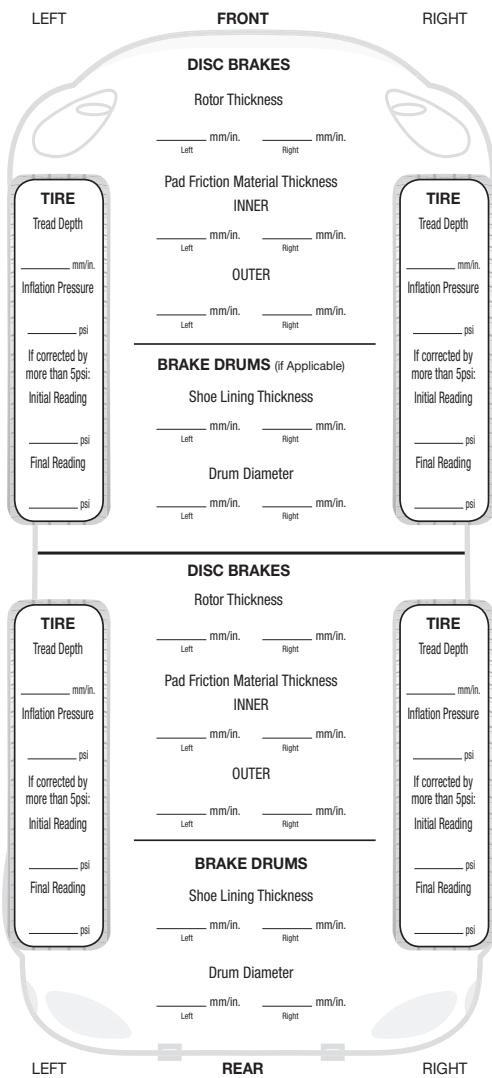 LEFT FRONT RIGHT
DISC BRAKES
Rotor Thickness
mm/in. mm/in.
Left Right
Pad Friction Material Thickness
INNER
mm/in. mm/in.
Left Right
OUTER
mm/in. mm/in.
Left Right
BRAKE DRUMS (if Applicable)
Shoe Lining Thickness
mm/in. mm/in.
Left Right
Drum Diameter
mm/in. mm/in.
Left Right
TIRE
Tread Depth
mm/in.
Inflation Pressure
psi
If corrected by
more than 5psi:
Initial Reading
psi
Final Reading
psi
TIRE
Tread Depth
mm/in.
Inflation Pressure
psi
If corrected by
more than 5psi:
Initial Reading
psi
Final Reading
psi
DISC BRAKES
Rotor Thickness
mm/in. mm/in.
Left Right
Pad Friction Material Thickness
INNER
mm/in. mm/in.
Left Right
OUTER
mm/in. mm/in.
Left Right
BRAKE DRUMS
Shoe Lining Thickness
mm/in. mm/in.
Left Right
Drum Diameter
mm/in. mm/in.
Left Right
TIRE
Tread Depth
mm/in.
Inflation Pressure
psi
If corrected by
more than 5psi:
Initial Reading
psi
Final Reading
psi
TIRE
Tread Depth
mm/in.
Inflation Pressure
psi
If corrected by
more than 5psi:
Initial Reading
psi
Final Reading
psi
LEFT REAR RIGHT